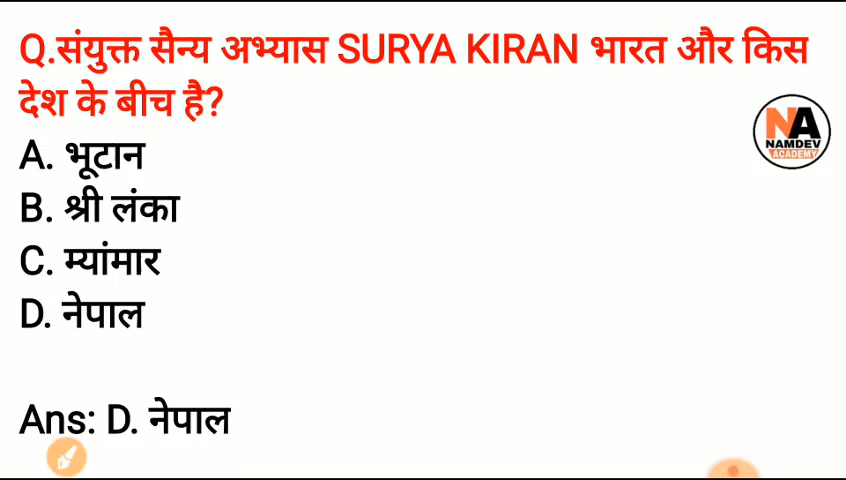 Q.संयुक्त सैन्य अभ्यास SURYA KIRAN भारत और किस
देश के बीच है?
A. भूटान
B. श्री लंका
C. म्यांमार
D. नेपाल
Ans: D. नेपाल
NA
NAMDEV
ACADEMY